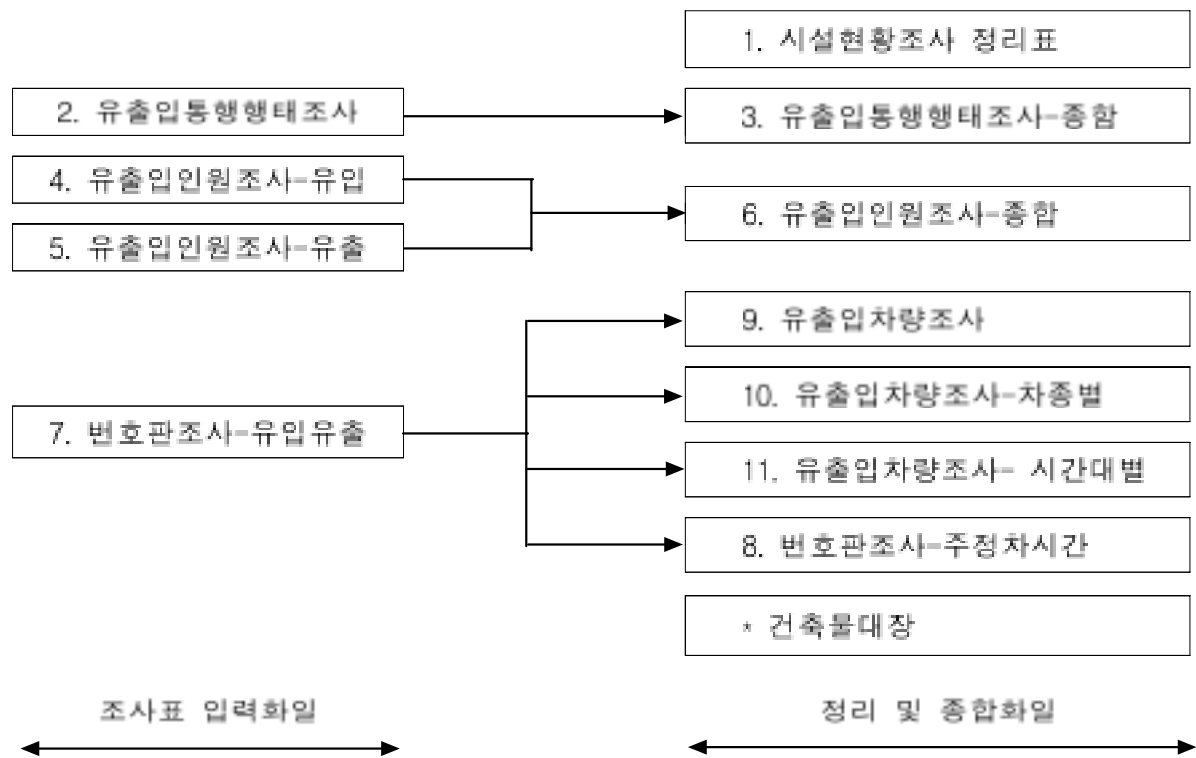 1. 시설현황조사 정리표
2. 유출입통행행태조사
3. 유출입통행행태조사-종합
4. 유출입인원조사-유입
5. 유출입인원조사-유출
6. 유출입인원조사-종합
7. 번호판조사-유입유출
9. 유출입차량조사
10. 유출입차량조사-차종별
11. 유출입차량조사- 시간대별
8. 번호판조사-주정차시간
* 건축물대장
조사표 입력화일
정리 및 종합화일